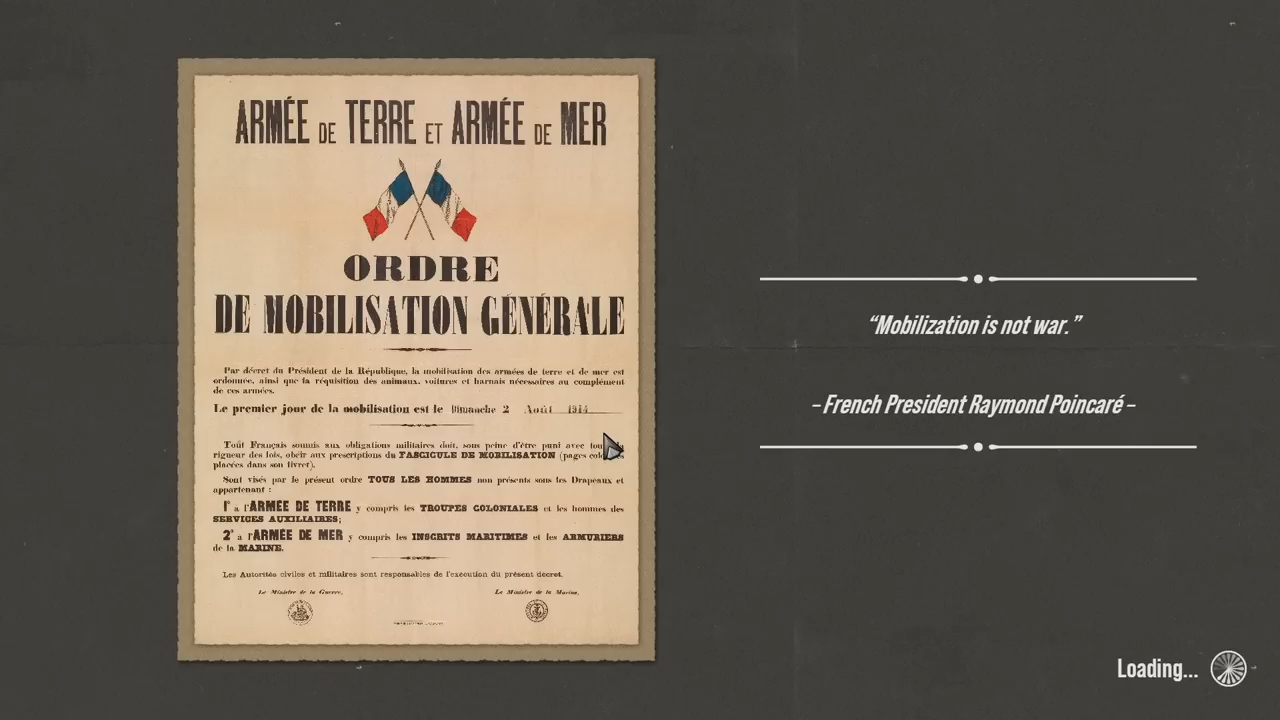 ARMÉE DE TERRE ET ARMÉE DE MER
ORDRE
DE MOBILISATION GÉNÉRALE
Par décret du Président de la République, la mobilisation des armées de terre et de mer est
ordonnée, ainsi que la réquisition des animaux, voitures et harnais nécessaires au complément
de ces armées.
Le premier jour de la mobilisation est le Dimanche 2 Août 1914
Tout Français soumis aux obligations militaires doit, sous peine d'être puni avec
rigueur des lois, obéir aux prescriptions du FASCICULE DE MOBILISATION (pages
placées dans son livret).
Sont visés par le présent ordre TOUS LES HOMMES non présents sous les Drapeaux et
appartenant :
1° a l'ARMÉE DE TERRE y compris les TROUPES COLONIALES et les hommes des
SERVICES AUXILIAIRES;
2° a l'ARMÉE DE MER y compris les INSCRITS MARITIMES et les ARMURIERS
de la MARINE.
Les Autorités civiles et militaires sont responsables de l'exécution du présent decret.
Le Ministre de la Guerre, Le Ministre de la Marine,
“Mobilization is not war.”
– French President Raymond Poincaré –
Loading...